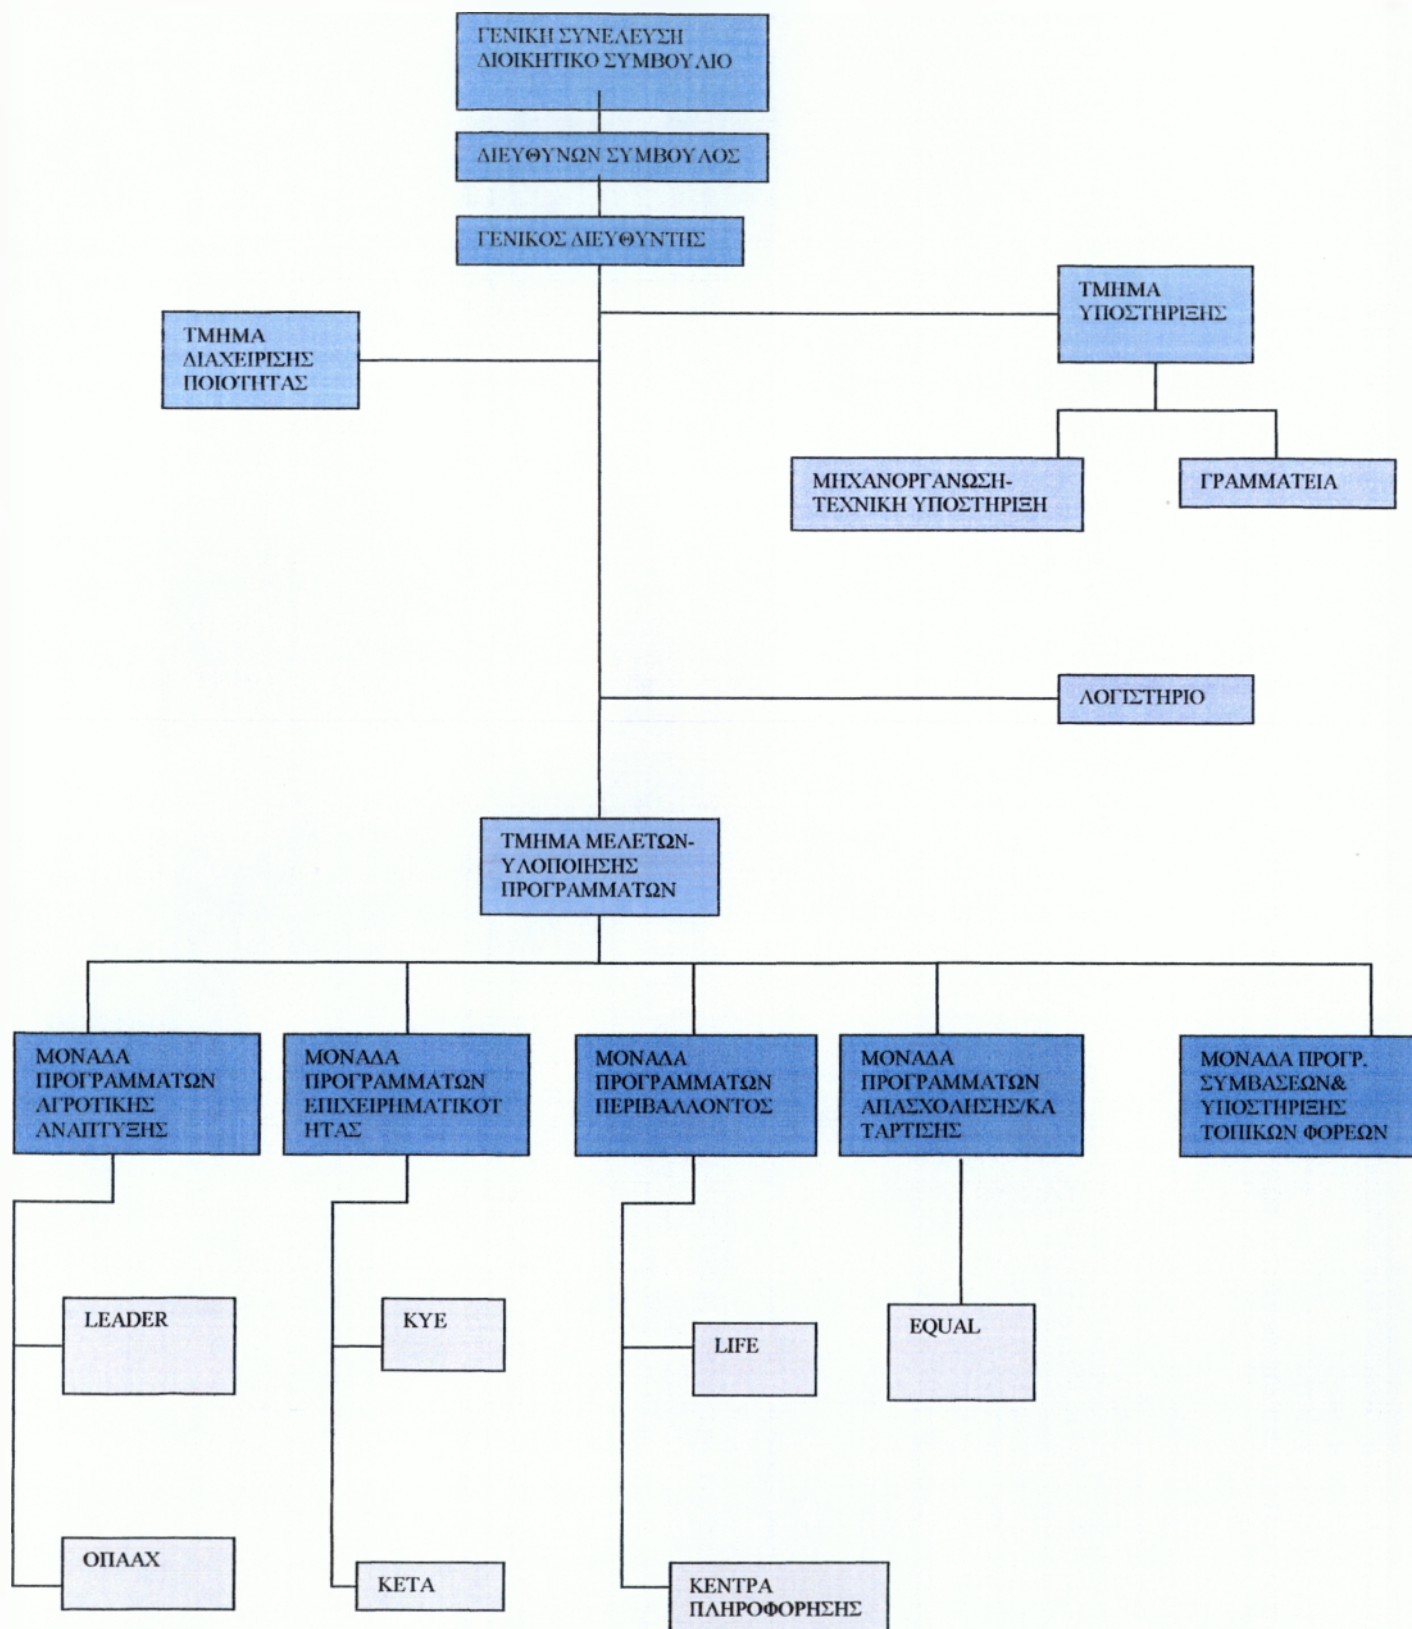 ΓΕΝΙΚΗ ΣΥΝΕΛΕΥΣΗ
ΔΙΟΙΚΗΤΙΚΟ ΣΥΜΒΟΥΛΙΟ
ΔΙΕΥΘΥΝΩΝ ΣΥΜΒΟΥΛΟΣ
ΓΕΝΙΚΟΣ ΔΙΕΥΘΥΝΤΗΣ
ΤΜΗΜΑ
ΥΠΟΣΤΗΡΙΞΗΣ
ΤΜΗΜΑ
ΔΙΑΧΕΙΡΙΣΗΣ
ΠΟΙΟΤΗΤΑΣ
ΜΗΧΑΝΟΡΓΑΝΩΣΗ-
ΤΕΧΝΙΚΗ ΥΠΟΣΤΗΡΙΞΗ
ΓΡΑΜΜΑΤΕΙΑ
ΛΟΓΙΣΤΗΡΙΟ
ΤΜΗΜΑ ΜΕΛΕΤΩΝ-
ΥΛΟΠΟΙΗΣΗΣ
ΠΡΟΓΡΑΜΜΑΤΩΝ
ΜΟΝΑΔΑ
ΠΡΟΓΡΑΜΜΑΤΩΝ
ΑΓΡΟΤΙΚΗΣ
ΑΝΑΠΤΥΞΗΣ
ΜΟΝΑΔΑ
ΠΡΟΓΡΑΜΜΑΤΩΝ
ΕΠΙΧΕΙΡΗΜΑΤΙΚΟΤ
ΗΤΑΣ
ΜΟΝΑΔΑ
ΠΡΟΓΡΑΜΜΑΤΩΝ
ΠΕΡΙΒΑΛΛΟΝΤΟΣ
ΜΟΝΑΔΑ
ΠΡΟΓΡΑΜΜΑΤΩΝ
ΑΠΑΣΧΟΛΗΣΗΣ/ΚΑ
ΤΑΡΤΙΣΗΣ
ΜΟΝΑΔΑ ΠΡΟΓΡ.
ΣΥΜΒΑΣΕΩΝ&
ΥΠΟΣΤΗΡΙΞΗΣ
ΤΟΠΙΚΩΝ ΦΟΡΕΩΝ
LEADER
ΚΥΕ
LIFE
EQUAL
ΟΠΑΑΧ
ΚΕΤΑ
ΚΕΝΤΡΑ
ΠΛΗΡΟΦΟΡΗΣΗΣ